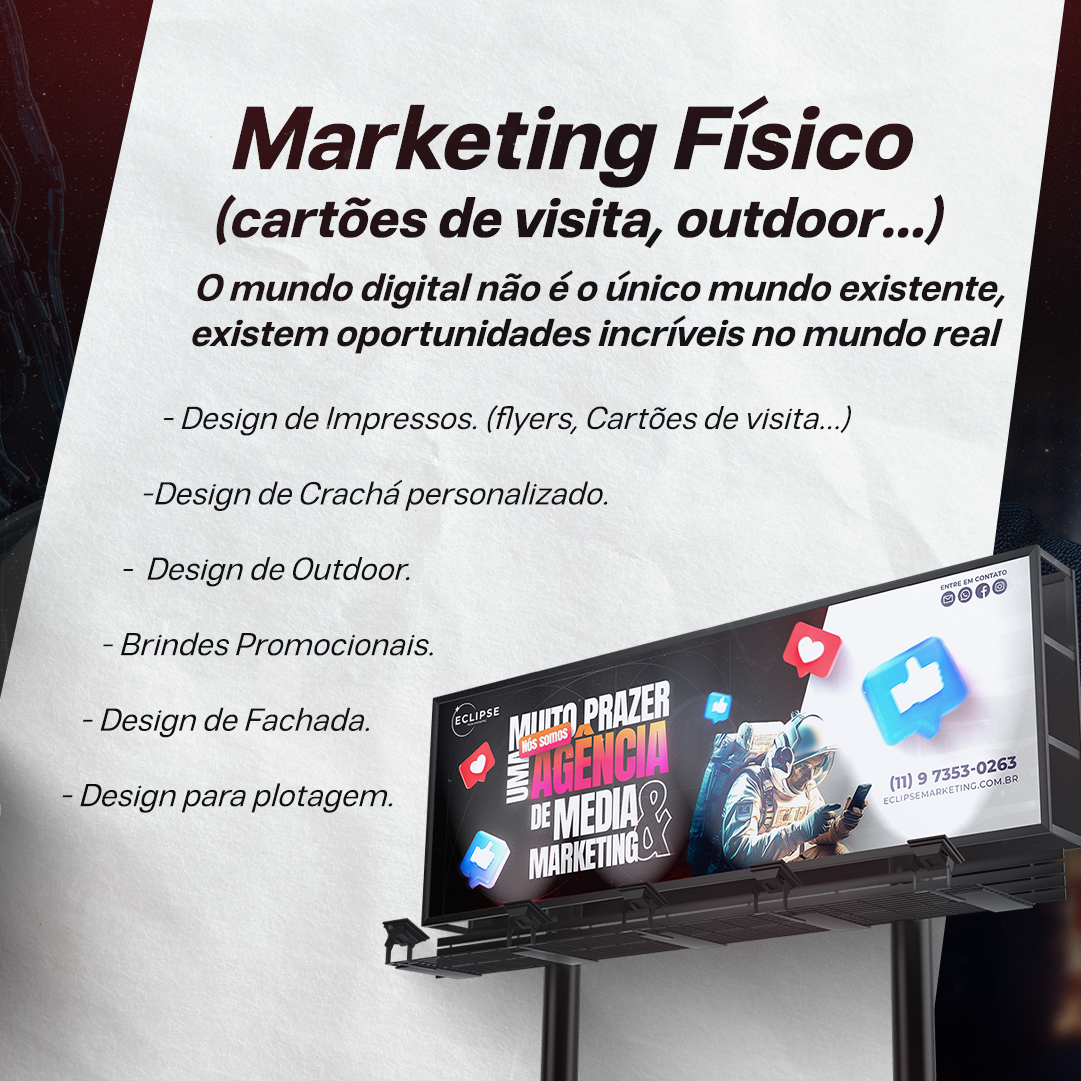 Marketing Físico
(cartões de visita, outdoor...)
O mundo digital não é o único mundo existente,
existem oportunidades incríveis no mundo real
- Design de Impressos. (flyers, Cartões de visita...)
-Design de Crachá personalizado.
- Design de Outdoor.
- Brindes Promocionais.
- Design de Fachada.
- Design para plotagem.
ENTRE EM CONTATO
ECLIPSE
MUITO PRAZER
Nós somos
UMA AGÊNCIA
DE MEDIA &
MARKETING
(11) 9 7353-0263
ECLIPSEMARKETING.COM.BR